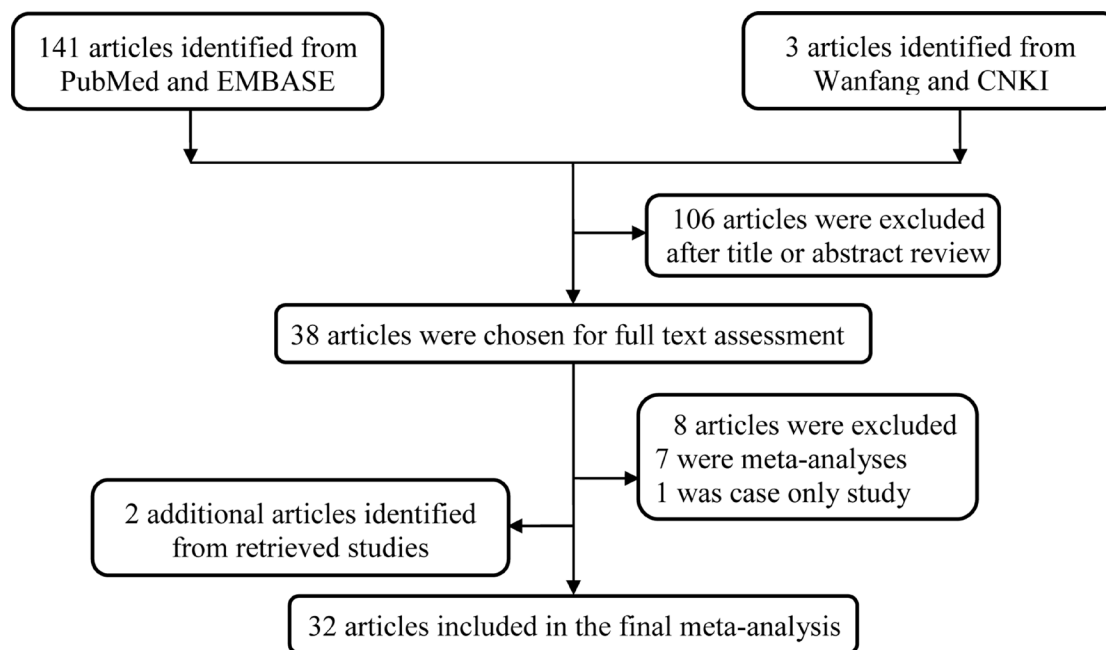 141 articles identified from
PubMed and EMBASE
3 articles identified from
Wanfang and CNKI
106 articles were excluded
after title or abstract review
38 articles were chosen for full text assessment
8 articles were excluded
7 were meta-analyses
1 was case only study
2 additional articles identified
from retrieved studies
32 articles included in the final meta-analysis